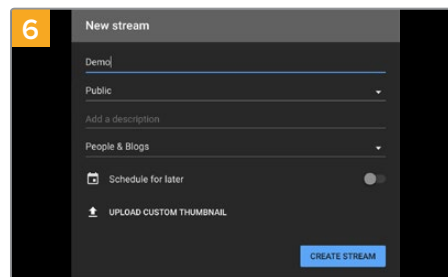 6
New stream
Demo
Public
Add a description
People & Blogs
Schedule for later
UPLOAD CUSTOM THUMBNAIL
CREATE STREAM